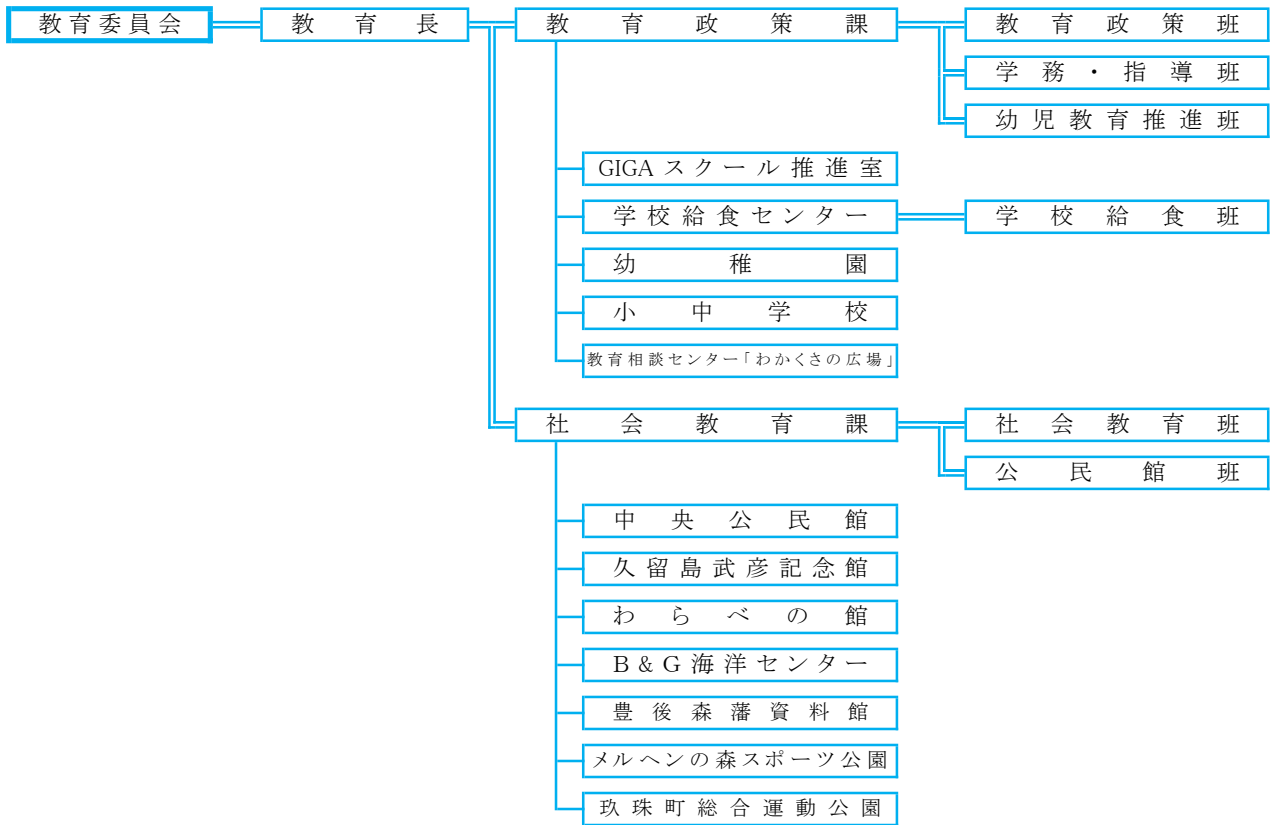 教育委員会 教育長 教育政策課 教育政策班
学務・指導班
幼児教育推進班
GIGAスクール推進室
学校給食センター 学校給食班
幼稚園
小中学校
教育相談センター「わかくさの広場」
社会教育課 社会教育班
公民館班
中央公民館
久留島武彦記念館
わらべの館
B&G海洋センター
豊後森藩資料館
メルヘンの森スポーツ公園
玖珠町総合運動公園